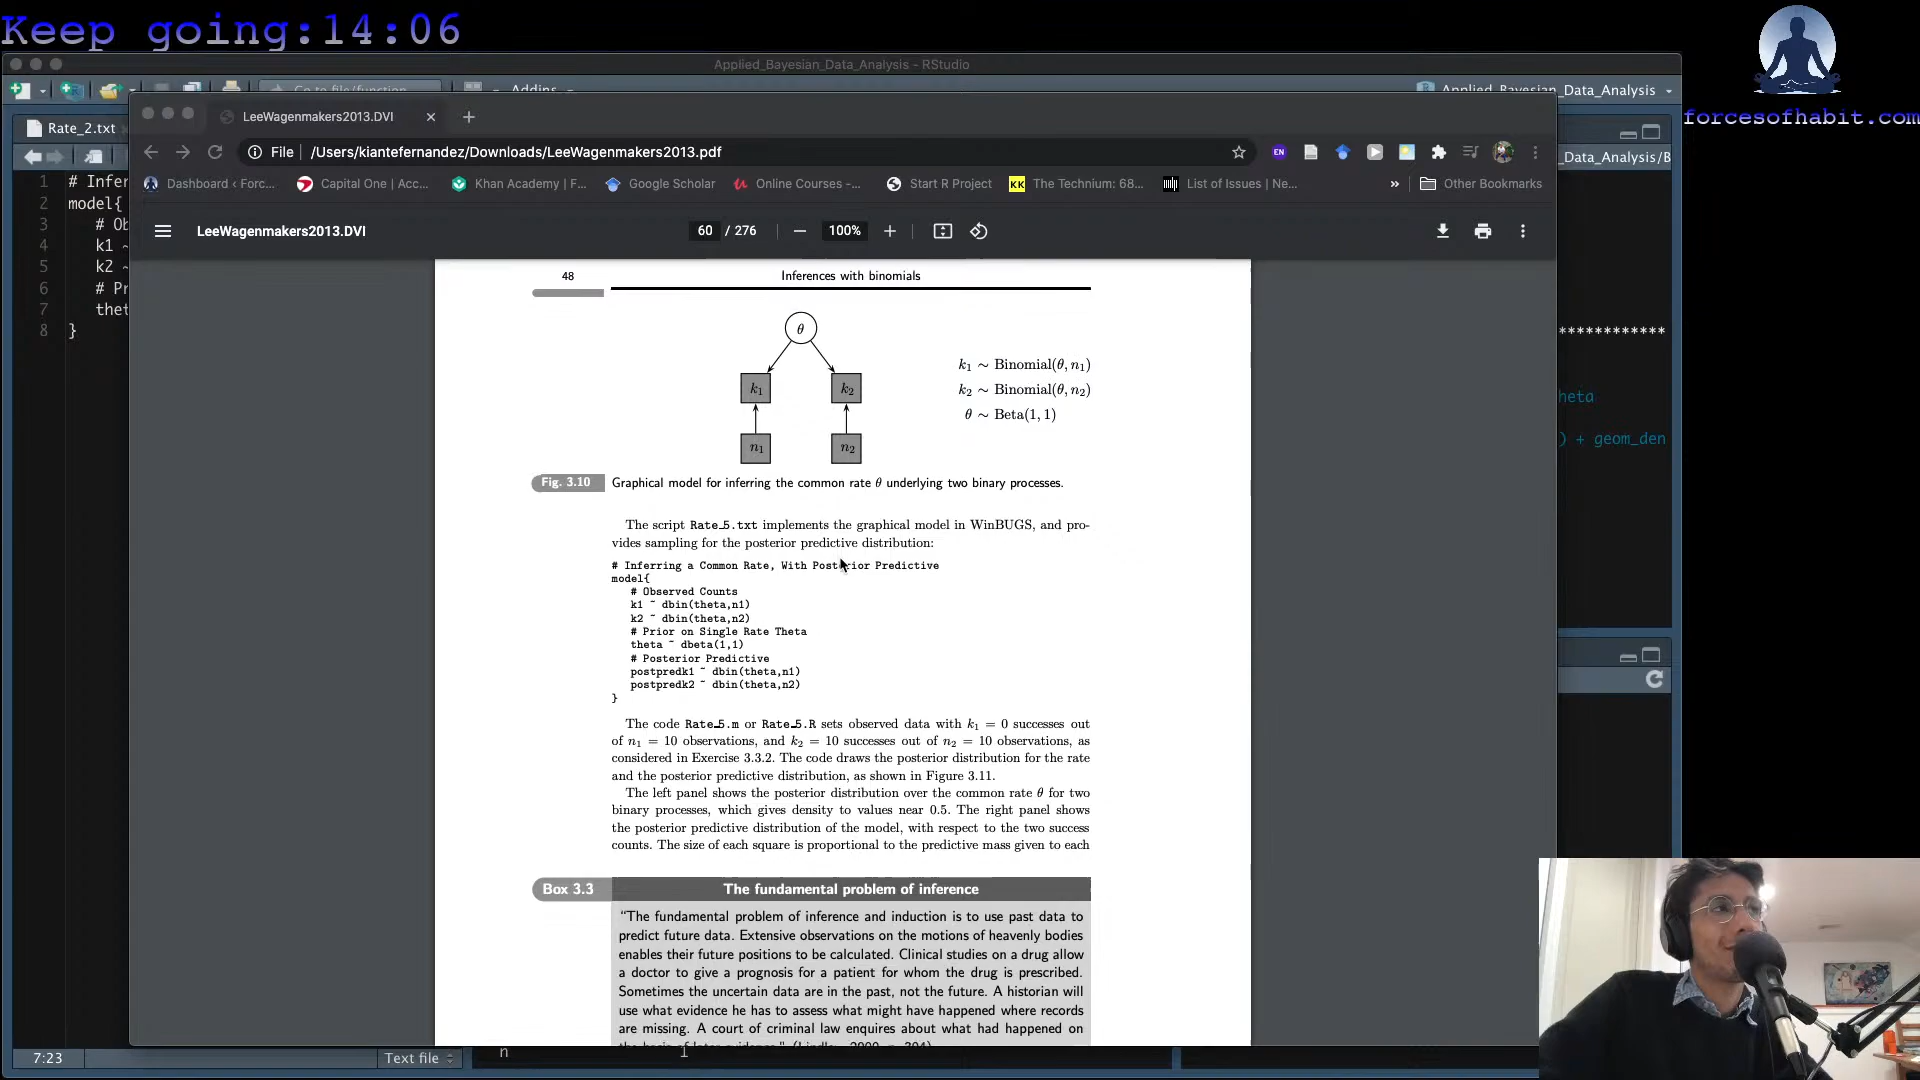 Keep going:14:06
forcesofhabit.com
Applied_Bayesian_Data_Analysis - RStudio
Go to file/function
Addins
Applied_Bayesian_Data_Analysis
Rate_2.txt
_Data_Analysis/B
1 # Infer
2 model{
3 # Ob
4 k1 ~
5 k2 ~
6 # Pr
7 thet
8 }
************
heta
) + geom_den
LeeWagenmakers2013.DVI
File /Users/kiantefernandez/Downloads/LeeWagenmakers2013.pdf
EN
Dashboard ‹ Forc...
Capital One | Acc...
Khan Academy | F...
Google Scholar
Online Courses -...
Start R Project
KK
The Technium: 68...
List of Issues | Ne...
»
Other Bookmarks
LeeWagenmakers2013.DVI
60 / 276
100%
48
Inferences with binomials
θ
k1
k2
n1
n2
k1 ∼ Binomial(θ, n1)
k2 ∼ Binomial(θ, n2)
θ ∼ Beta(1, 1)
Fig. 3.10
Graphical model for inferring the common rate θ underlying two binary processes.
The script Rate_5.txt implements the graphical model in WinBUGS, and pro-
vides sampling for the posterior predictive distribution:
# Inferring a Common Rate, With Posterior Predictive
model{
# Observed Counts
k1 ~ dbin(theta,n1)
k2 ~ dbin(theta,n2)
# Prior on Single Rate Theta
theta ~ dbeta(1,1)
# Posterior Predictive
postpredk1 ~ dbin(theta,n1)
postpredk2 ~ dbin(theta,n2)
}
The code Rate_5.m or Rate_5.R sets observed data with k1 = 0 successes out
of n1 = 10 observations, and k2 = 10 successes out of n2 = 10 observations, as
considered in Exercise 3.3.2. The code draws the posterior distribution for the rate
and the posterior predictive distribution, as shown in Figure 3.11.
The left panel shows the posterior distribution over the common rate θ for two
binary processes, which gives density to values near 0.5. The right panel shows
the posterior predictive distribution of the model, with respect to the two success
counts. The size of each square is proportional to the predictive mass given to each
Box 3.3
The fundamental problem of inference
“The fundamental problem of inference and induction is to use past data to
predict future data. Extensive observations on the motions of heavenly bodies
enables their future positions to be calculated. Clinical studies on a drug allow
a doctor to give a prognosis for a patient for whom the drug is prescribed.
Sometimes the uncertain data are in the past, not the future. A historian will
use what evidence he has to assess what might have happened where records
are missing. A court of criminal law enquires about what had happened on
7:23
Text file
n